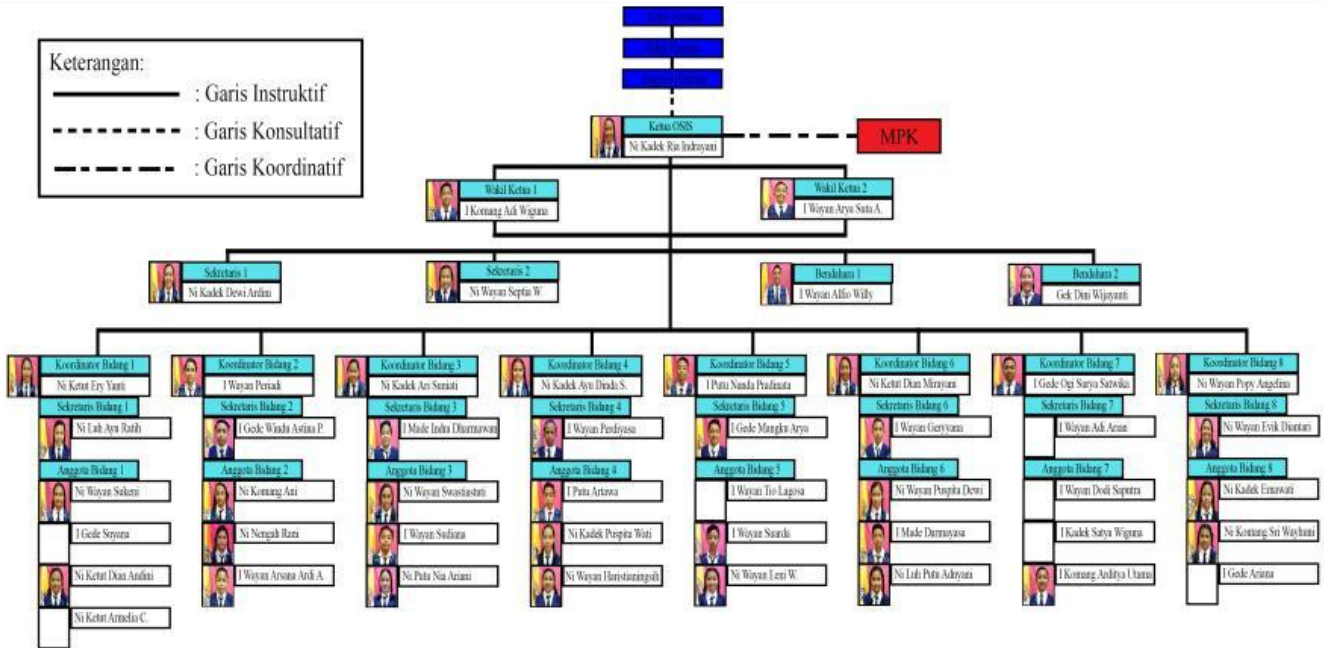 Keterangan:
: Garis Instruktif
: Garis Konsultatif
: Garis Koordinatif
Ketua OSIS
Ni Kadek Ria Indrayani
MPK
Wakil Ketua 1
I Komang Adi Wiguna
Wakil Ketua 2
I Wayan Arya Suta A.
Sekretaris 1
Ni Kadek Dewi Ardini
Sekretaris 2
Ni Wayan Septia W.
Bendahara 1
I Wayan Alfio Willy
Bendahara 2
Gek Dini Wijayanti
Koordinator Bidang 1
Ni Ketut Ery Yanti
Sekretaris Bidang 1
Ni Luh Ayu Ratih
Anggota Bidang 1
Ni Wayan Sukeni
I Gede Suyana
Ni Ketut Dian Andini
Ni Ketut Armelia C.
Koordinator Bidang 2
I Wayan Periadi
Sekretaris Bidang 2
I Gede Windu Astina P.
Anggota Bidang 2
Ni Komang Ani
Ni Nengah Rani
I Wayan Arsana Ardi A.
Koordinator Bidang 3
Ni Kadek Ari Suniati
Sekretaris Bidang 3
I Made Indra Dharmawan
Anggota Bidang 3
Ni Wayan Swastiastuti
I Wayan Sudiana
Ni Putu Nia Ariani
Koordinator Bidang 4
Ni Kadek Ayu Dinda S.
Sekretaris Bidang 4
I Wayan Perdiyasa
Anggota Bidang 4
I Putu Artawa
Ni Kadek Puspita Wati
Ni Wayan Haristianingsih
Koordinator Bidang 5
I Putu Nanda Pradinata
Sekretaris Bidang 5
I Gede Mangku Arya
Anggota Bidang 5
I Wayan Tio Lagosa
I Wayan Suarda
Ni Wayan Leni W.
Koordinator Bidang 6
Ni Ketut Dian Mirayani
Sekretaris Bidang 6
I Wayan Geryyana
Anggota Bidang 6
Ni Wayan Puspita Dewi
I Made Darmayasa
Ni Luh Putu Adnyani
Koordinator Bidang 7
I Gede Ogi Surya Satwika
Sekretaris Bidang 7
I Wayan Adi Arian
Anggota Bidang 7
I Wayan Dodi Saputra
I Kadek Satya Wiguna
I Komang Arditya Utama
Koordinator Bidang 8
Ni Wayan Popy Angelina
Sekretaris Bidang 8
Ni Wayan Evik Diantari
Anggota Bidang 8
Ni Kadek Ernawati
Ni Komang Sri Wayhuni
I Gede Ariana